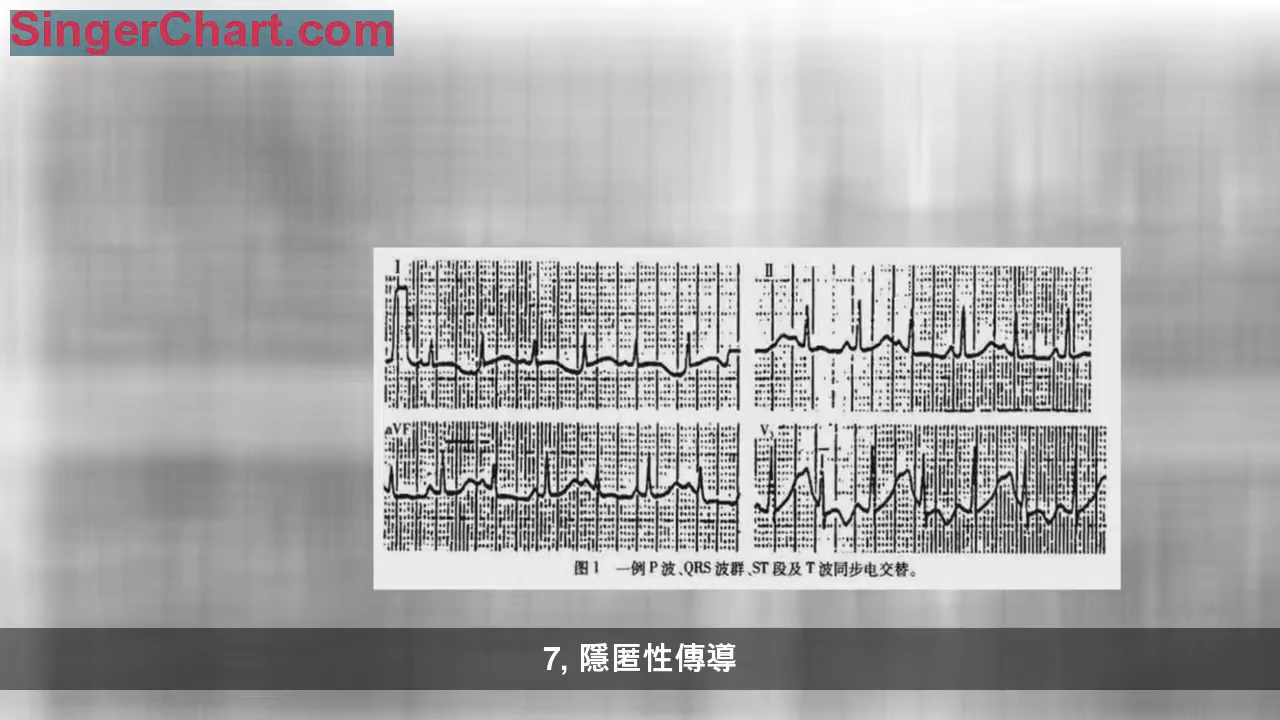 SingerChart.com
I
II
aVF
图1 一例P波、QRS波群、ST段及T波同步电交替。
7, 隱匿性傳導